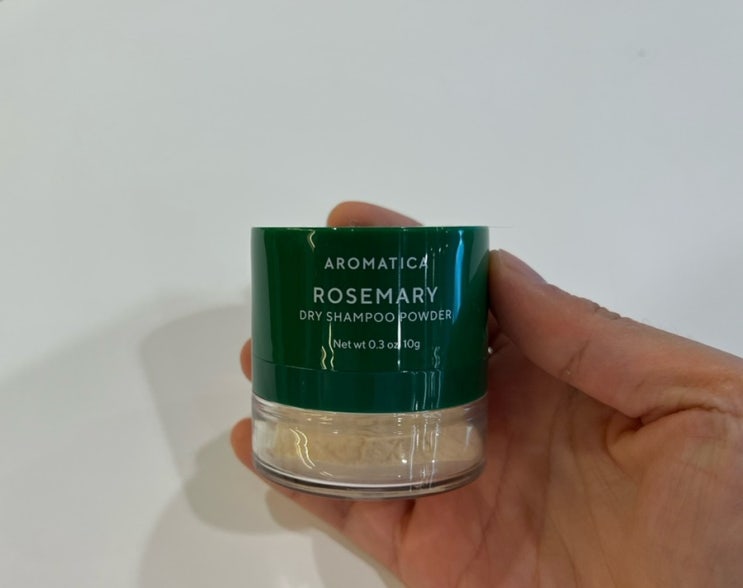 AROMATICA
ROSEMARY
DRY SHAMPOO POWDER
Net wt 0.3 oz 10g